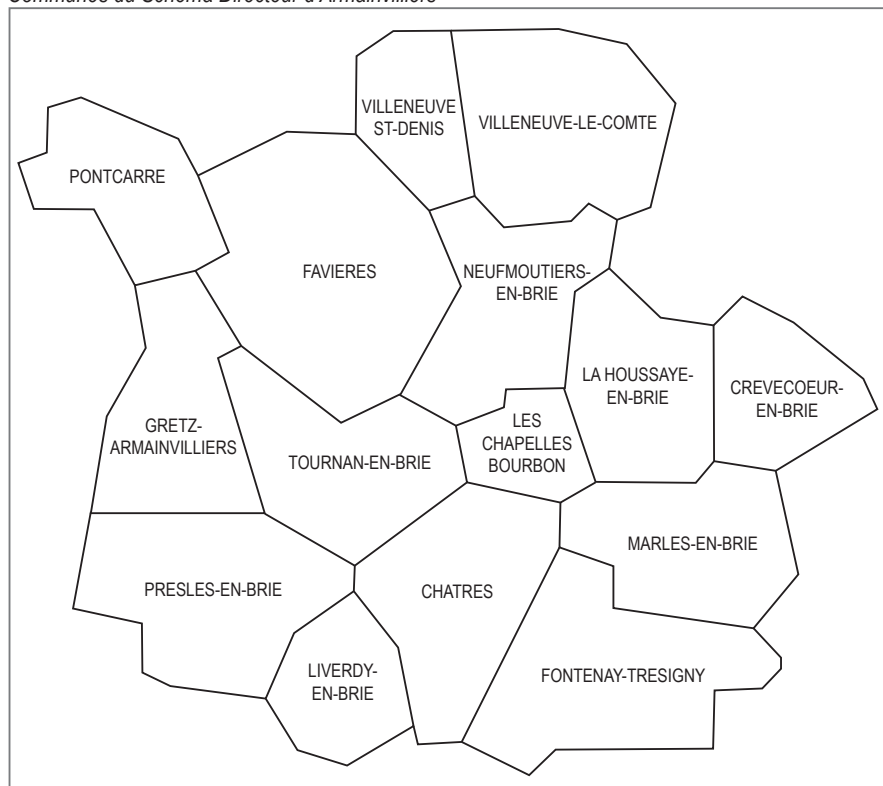 Communes du Schéma Directeur d'Armainvilliers
VILLENEUVE
ST-DENIS
VILLENEUVE-LE-COMTE
PONTCARRE
FAVIERES
NEUFMOUTIERS-
EN-BRIE
LA HOUSSAYE-
EN-BRIE
CREVECOEUR-
EN-BRIE
GRETZ-
ARMAINVILLIERS
TOURNAN-EN-BRIE
LES
CHAPELLES
BOURBON
MARLES-EN-BRIE
PRESLES-EN-BRIE
CHATRES
LIVERDY-
EN-BRIE
FONTENAY-TRESIGNY